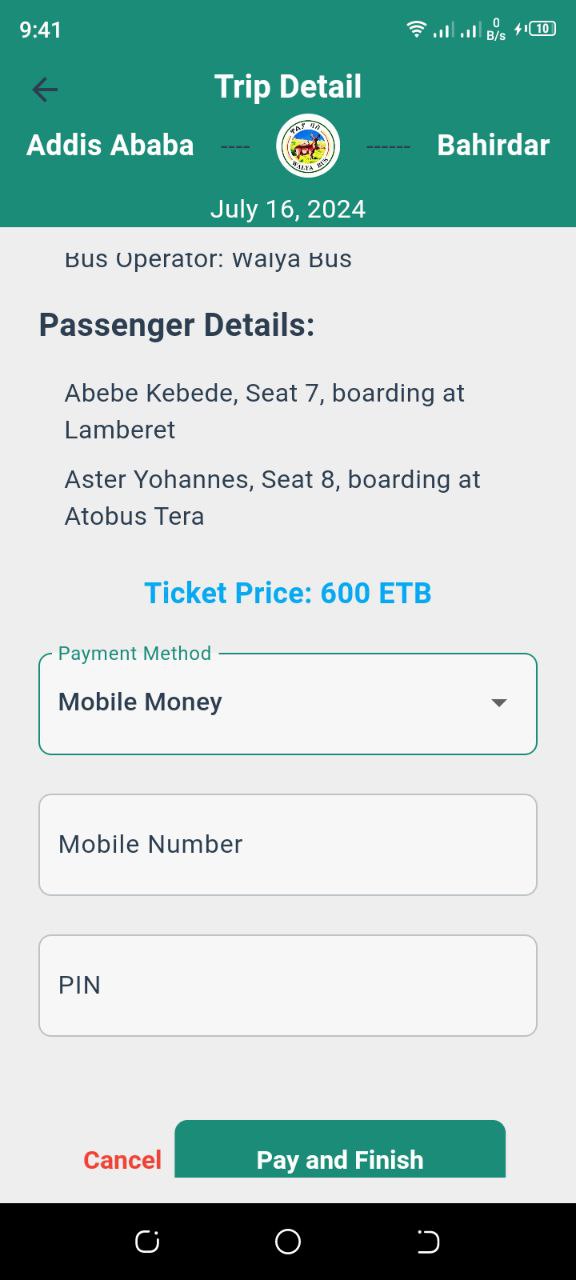 9:41
0
B/s
10
Trip Detail
Addis Ababa ---- ------ Bahirdar
WALYA BUS
July 16, 2024
Bus Operator: Walya Bus
Passenger Details:
Abebe Kebede, Seat 7, boarding at
Lamberet
Aster Yohannes, Seat 8, boarding at
Atobus Tera
Ticket Price: 600 ETB
Payment Method
Mobile Money
Mobile Number
PIN
Cancel
Pay and Finish